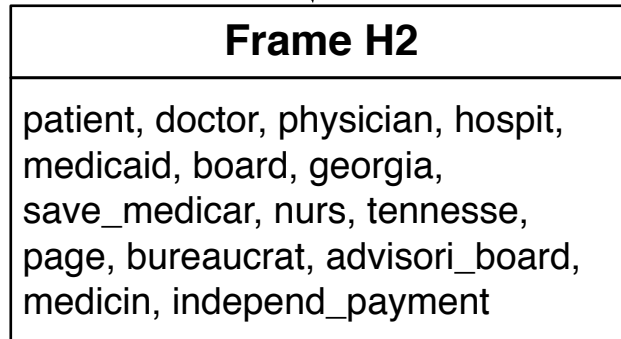 Frame H2
patient, doctor, physician, hospit,
medicaid, board, georgia,
save_medicar, nurs, tennesse,
page, bureaucrat, advisori_board,
medicin, independ_payment